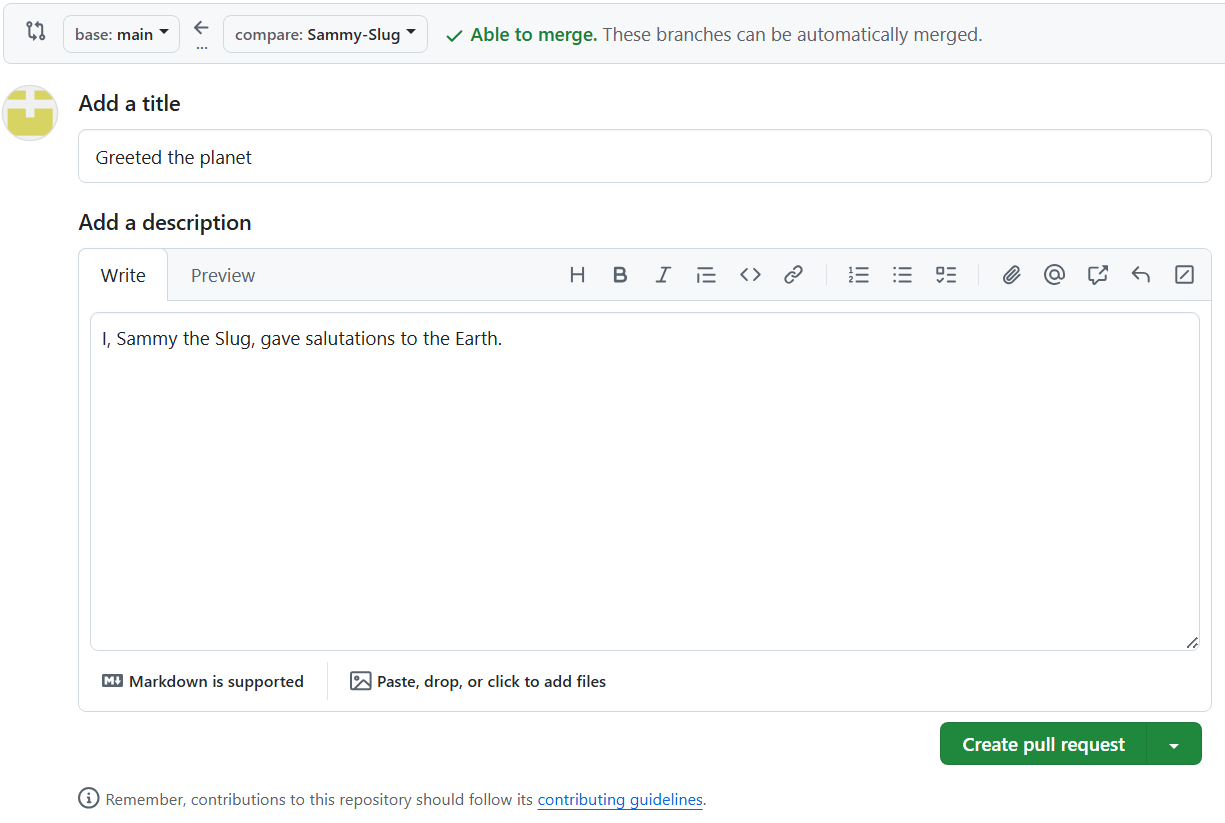 base: main
...
compare: Sammy-Slug
Able to merge. These branches can be automatically merged.
Add a title
Greeted the planet
Add a description
Write Preview
I, Sammy the Slug, gave salutations to the Earth.
Markdown is supported
Paste, drop, or click to add files
Create pull request
Remember, contributions to this repository should follow its contributing guidelines.